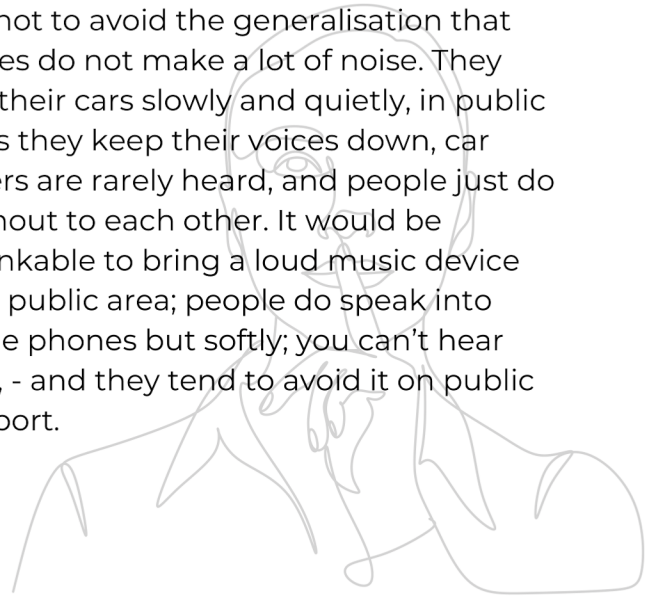 not to avoid the generalisation that
es do not make a lot of noise. They
their cars slowly and quietly, in public
s they keep their voices down, car
rs are rarely heard, and people just do
hout to each other. It would be
nkable to bring a loud music device
public area; people do speak into
e phones but softly; you can’t hear
, - and they tend to avoid it on public
port.